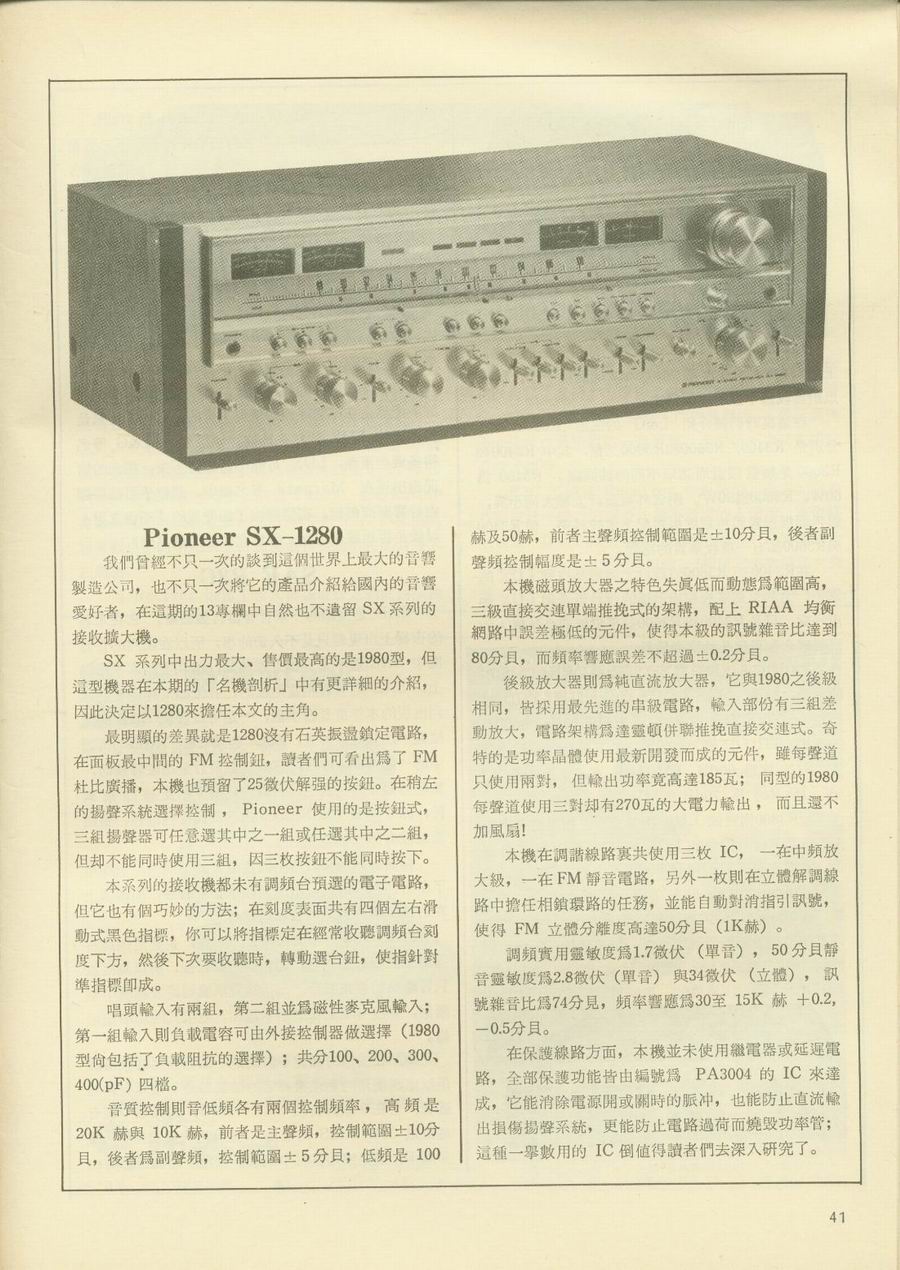 Pioneer SX-1280
我們曾經不只一次的談到這個世界上最大的音響
製造公司，也不只一次將它的產品介紹給國內的音響
愛好者，在這期的13專欄中自然也不遺留 SX 系列的
接收擴大機。
SX 系列中出力最大、售價最高的是1980型，但
這型機器在本期的「名機剖析」中有更詳細的介紹，
因此決定以1280來擔任本文的主角。
最明顯的差異就是1280沒有石英振盪鎖定電路，
在面板最中間的 FM 控制鈕，讀者們可看出爲了 FM
杜比廣播，本機也預留了25微伏解强的按鈕。在稍左
的揚聲系統選擇控制，Pioneer 使用的是按鈕式，
三組揚聲器可任意選其中之一組或任選其中之二組，
但却不能同時使用三組，因三枚按鈕不能同時按下。
本系列的接收機都未有調頻台預選的電子電路，
但它也有個巧妙的方法；在刻度表面共有四個左右滑
動式黑色指標，你可以將指標定在經常收聽調頻台刻
度下方，然後下次要收聽時，轉動選台鈕，使指針對
準指標卽成。
唱頭輸入有兩組，第二組並爲磁性麥克風輸入；
第一組輸入則負載電容可由外接控制器做選擇（1980
型尙包括了負載阻抗的選擇）；共分100、200、300、
400(pF) 四檔。
音質控制則音低頻各有兩個控制頻率，高頻是
20K 赫與 10K 赫，前者是主聲頻，控制範圍±10分
貝，後者爲副聲頻，控制範圍±5分貝；低頻是 100
赫及50赫，前者主聲頻控制範圍是±10分貝，後者副
聲頻控制幅度是±5分貝。
本機磁頭放大器之特色失眞低而動態爲範圍高，
三級直接交連單端推挽式的架構，配上 RIAA 均衡
網路中誤差極低的元件，使得本級的訊號雜音比達到
80分貝，而頻率響應誤差不超過±0.2分貝。
後級放大器則爲純直流放大器，它與1980之後級
相同，皆採用最先進的串級電路，輸入部份有三組差
動放大，電路架構爲達靈頓併聯推挽直接交連式。奇
特的是功率晶體使用最新開發而成的元件，雖每聲道
只使用兩對，但輸出功率竟高達185瓦；同型的1980
每聲道使用三對却有270瓦的大電力輸出，而且還不
加風扇!
本機在調諧線路裏共使用三枚 IC，一在中頻放
大級，一在FM靜音電路，另外一枚則在立體解調線
路中擔任相鎖環路的任務，並能自動對消指引訊號，
使得 FM 立體分離度高達50分貝（1K赫）。
調頻實用靈敏度爲1.7微伏（單音），50分貝靜
音靈敏度爲2.8微伏（單音）與34微伏（立體），訊
號雜音比爲74分見，頻率響應爲30至 15K 赫 ＋0.2,
－0.5分貝。
在保護線路方面，本機並未使用繼電器或延遲電
路，全部保護功能皆由編號爲 PA3004 的 IC 來達
成，它能消除電源開或關時的脈冲，也能防止直流輸
出損傷揚聲系統，更能防止電路過荷而燒毀功率管；
這種一擧數用的 IC 倒値得讀者們去深入硏究了。
41